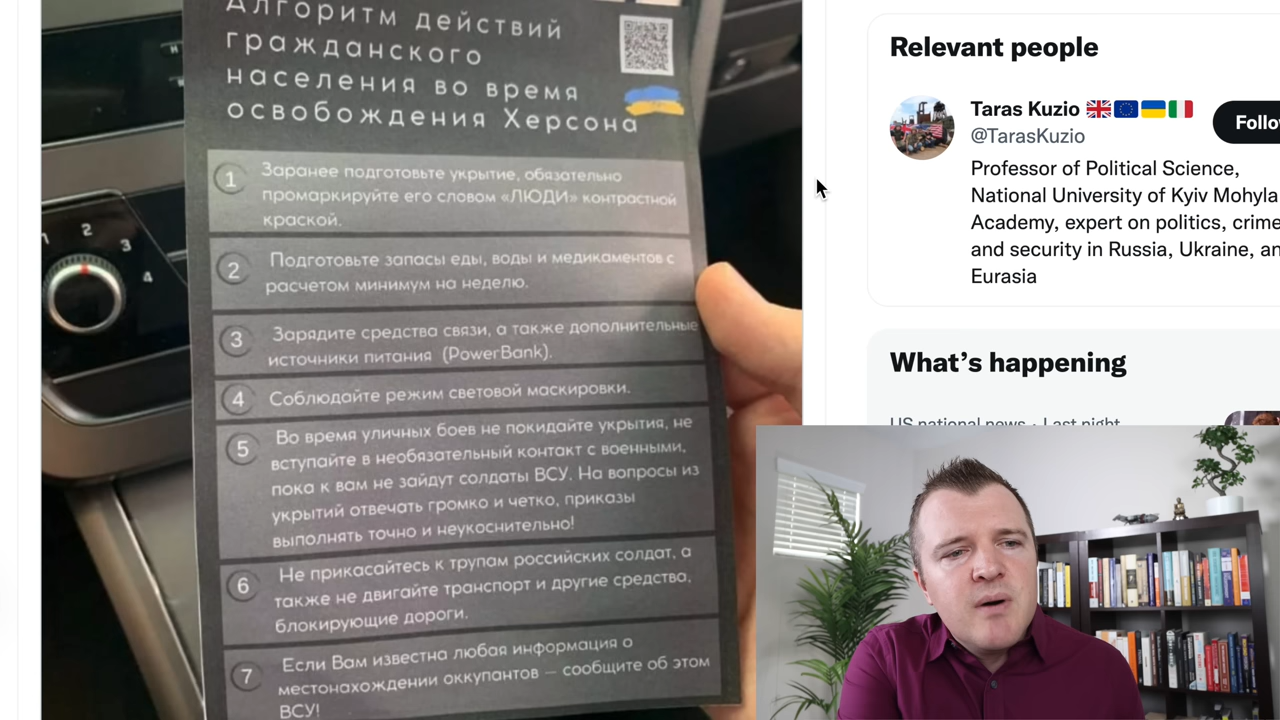 Алгоритм действий
гражданского
населения во время
освобождения Херсона
1 Заранее подготовьте укрытие, обязательно
промаркируйте его словом «ЛЮДИ» контрастной
краской.
2 Подготовьте запасы еды, воды и медикаментов с
расчетом минимум на неделю.
3 Зарядите средства связи, а также дополнительные
источники питания (PowerBank).
4 Соблюдайте режим световой маскировки.
5 Во время уличных боев не покидайте укрытия, не
вступайте в необязательный контакт с военными,
пока к вам не зайдут солдаты ВСУ. На вопросы из
укрытий отвечать громко и четко, приказы
выполнять точно и неукоснительно!
6 Не прикасайтесь к трупам российских солдат, а
также не двигайте транспорт и другие средства,
блокирующие дороги.
7 Если Вам известна любая информация о
местонахождении оккупантов – сообщите об этом
ВСУ!
1 2 3 4
Relevant people
Taras Kuzio
@TarasKuzio
Follo
Professor of Political Science,
National University of Kyiv Mohyla
Academy, expert on politics, crime
and security in Russia, Ukraine, an
Eurasia
What’s happening
US national news · Last night